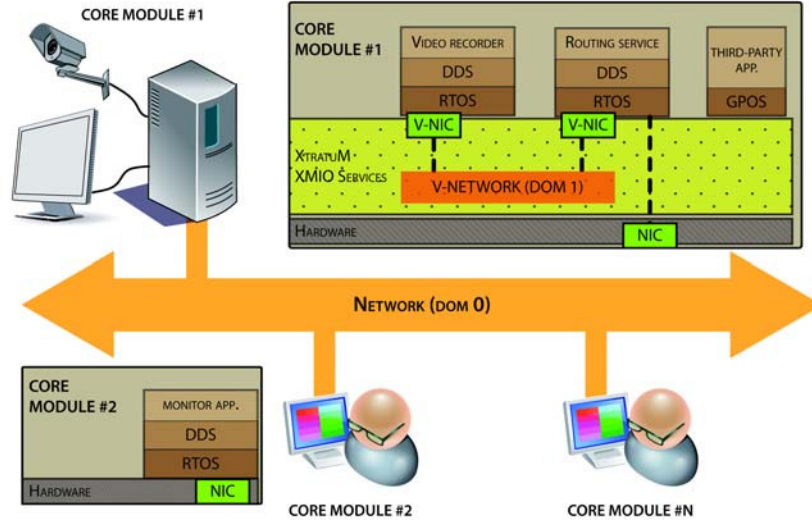 CORE MODULE #1
CORE
MODULE #1
VIDEO RECORDER
DDS
RTOS
V-NIC
ROUTING SERVICE
DDS
RTOS
V-NIC
THIRD-PARTY
APP.
GPOS
XTRATUM
XMIO SERVICES
V-NETWORK (DOM 1)
HARDWARE
NIC
NETWORK (DOM 0)
CORE
MODULE #2
MONITOR APP.
DDS
RTOS
HARDWARE
NIC
CORE MODULE #2
CORE MODULE #N